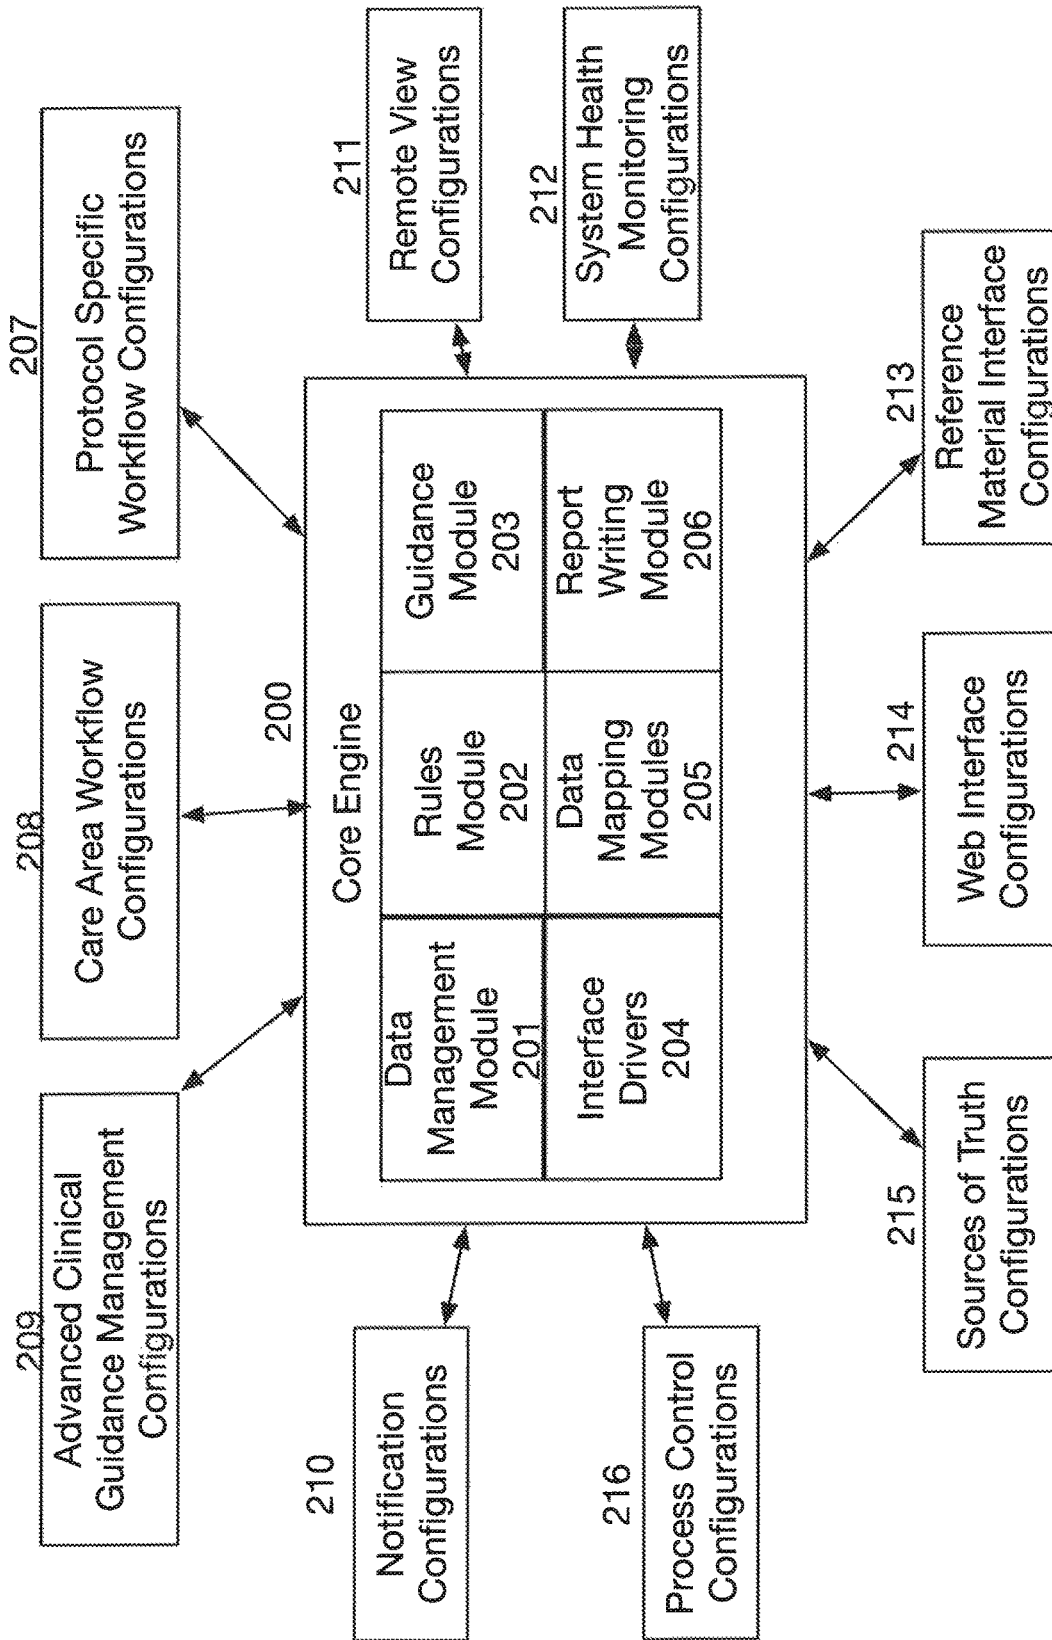 209
Advanced Clinical
Guidance Management
Configurations
208
Care Area Workflow
Configurations
207
Protocol Specific
Workflow Configurations
210
Notification
Configurations
216
Process Control
Configurations
200
Core Engine
Data
Management
Module
201
Rules
Module
202
Guidance
Module
203
Interface
Drivers
204
Data
Mapping
Modules
205
Report
Writing
Module
206
211
Remote View
Configurations
212
System Health
Monitoring
Configurations
215
Sources of Truth
Configurations
214
Web Interface
Configurations
213
Reference
Material Interface
Configurations